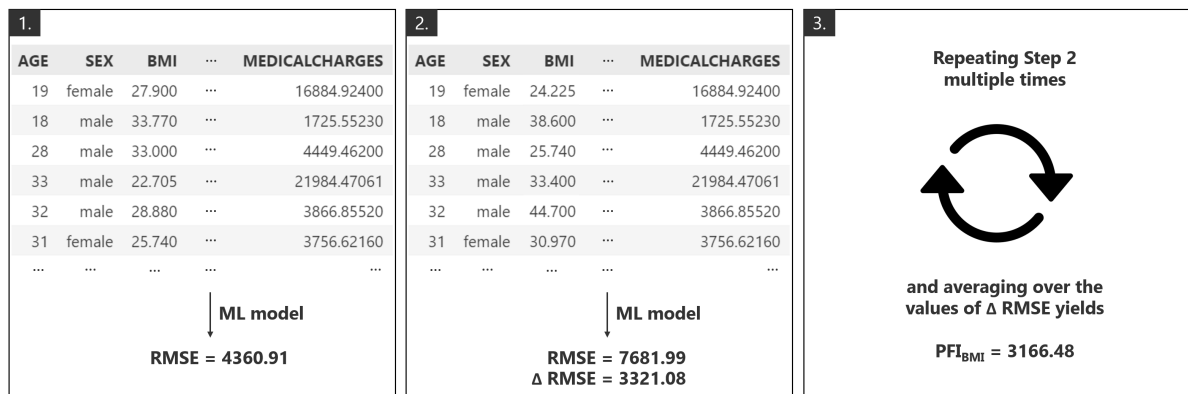 1.
AGE SEX BMI ... MEDICALCHARGES
19 female 27.900 ... 16884.92400
18 male 33.770 ... 1725.55230
28 male 33.000 ... 4449.46200
33 male 22.705 ... 21984.47061
32 male 28.880 ... 3866.85520
31 female 25.740 ... 3756.62160
... ... ... ... ...
ML model
RMSE = 4360.91
2.
AGE SEX BMI ... MEDICALCHARGES
19 female 24.225 ... 16884.92400
18 male 38.600 ... 1725.55230
28 male 25.740 ... 4449.46200
33 male 33.400 ... 21984.47061
32 male 44.700 ... 3866.85520
31 female 30.970 ... 3756.62160
... ... ... ... ...
ML model
RMSE = 7681.99
Δ RMSE = 3321.08
3.
Repeating Step 2
multiple times
and averaging over the
values of Δ RMSE yields
PFI_BMI = 3166.48